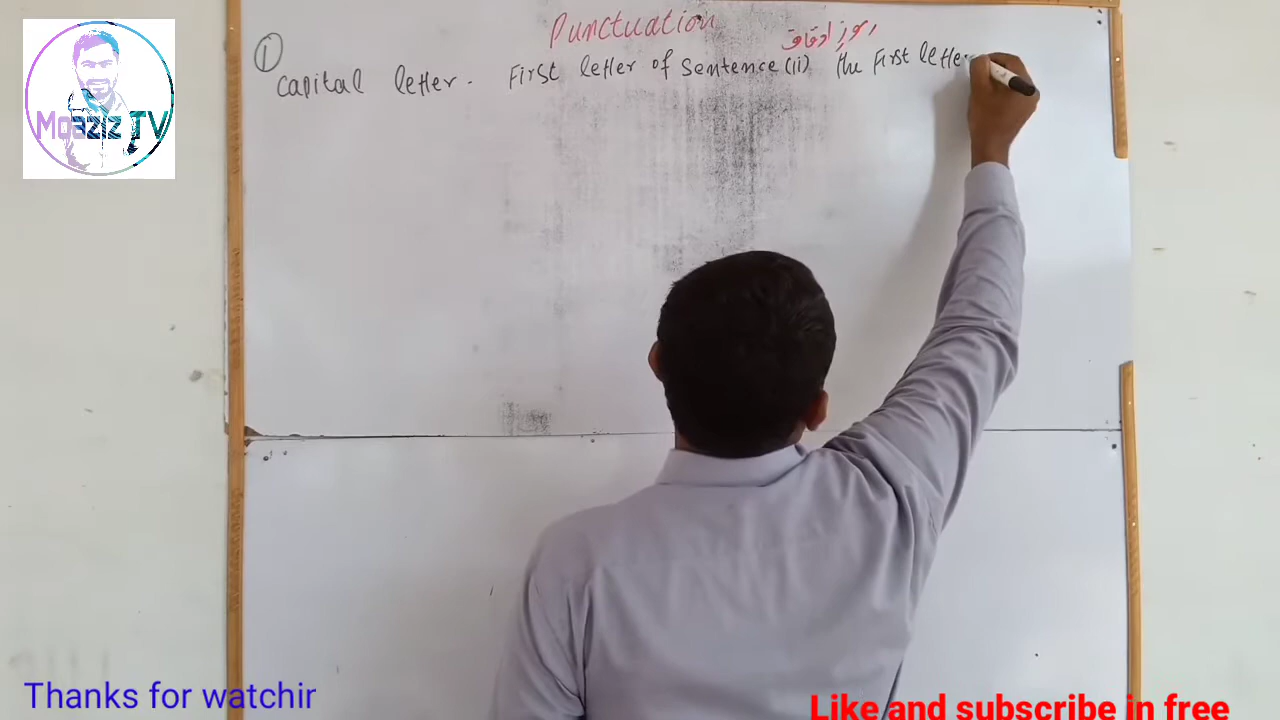 Punctuation رموز اوقاف
① Capital letter. First letter of Sentence (ii) the First letter
Moaziz TV
Thanks for watchir
Like and subscribe in free